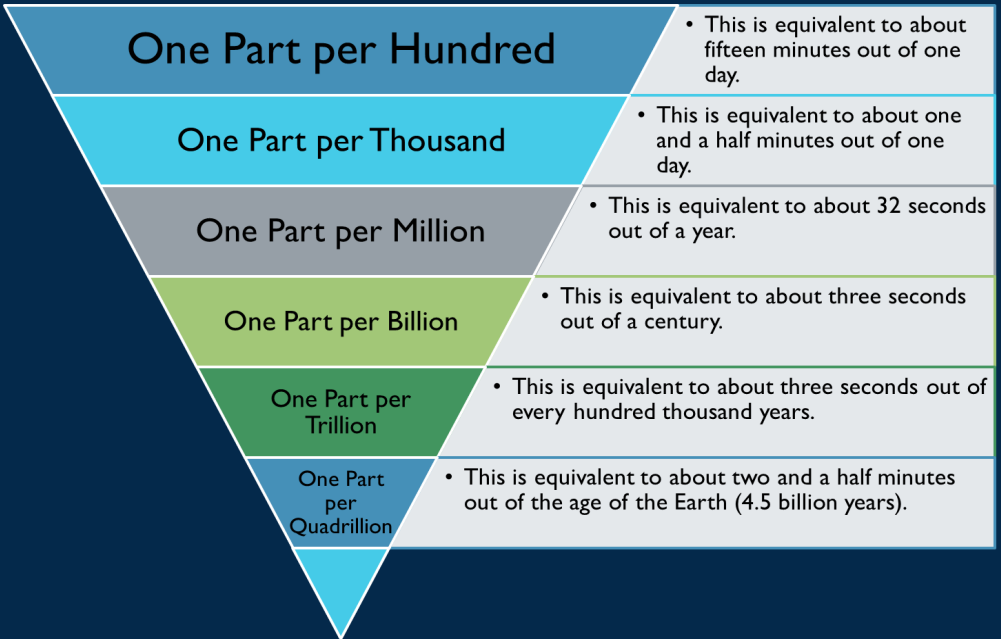 One Part per Hundred
• This is equivalent to about
fifteen minutes out of one
day.
One Part per Thousand
• This is equivalent to about one
and a half minutes out of one
day.
One Part per Million
• This is equivalent to about 32 seconds
out of a year.
One Part per Billion
• This is equivalent to about three seconds
out of a century.
One Part per
Trillion
• This is equivalent to about three seconds out of
every hundred thousand years.
One Part
per
Quadrillion
• This is equivalent to about two and a half minutes
out of the age of the Earth (4.5 billion years).